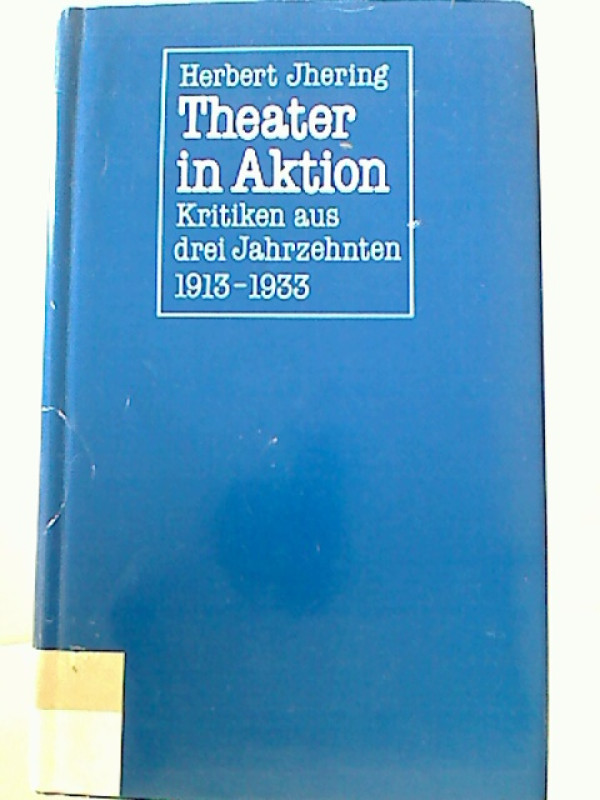 Herbert Jhering
Theater
in Aktion
Kritiken aus
drei Jahrzehnten
1913-1933